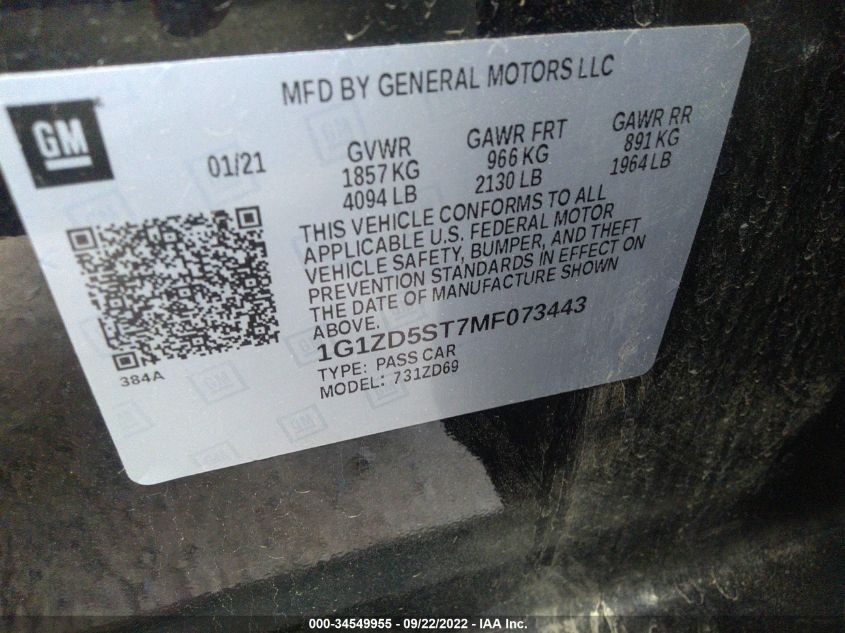 MFD BY GENERAL MOTORS LLC
GM
01/21
GVWR
1857 KG
4094 LB
GAWR FRT
966 KG
2130 LB
GAWR RR
891 KG
1964 LB
THIS VEHICLE CONFORMS TO ALL
APPLICABLE U.S. FEDERAL MOTOR
VEHICLE SAFETY, BUMPER, AND THEFT
PREVENTION STANDARDS IN EFFECT ON
THE DATE OF MANUFACTURE SHOWN
ABOVE.
1G1ZD5ST7MF073443
TYPE: PASS CAR
MODEL: 731ZD69
384A
000-34549955 - 09/22/2022 - IAA Inc.